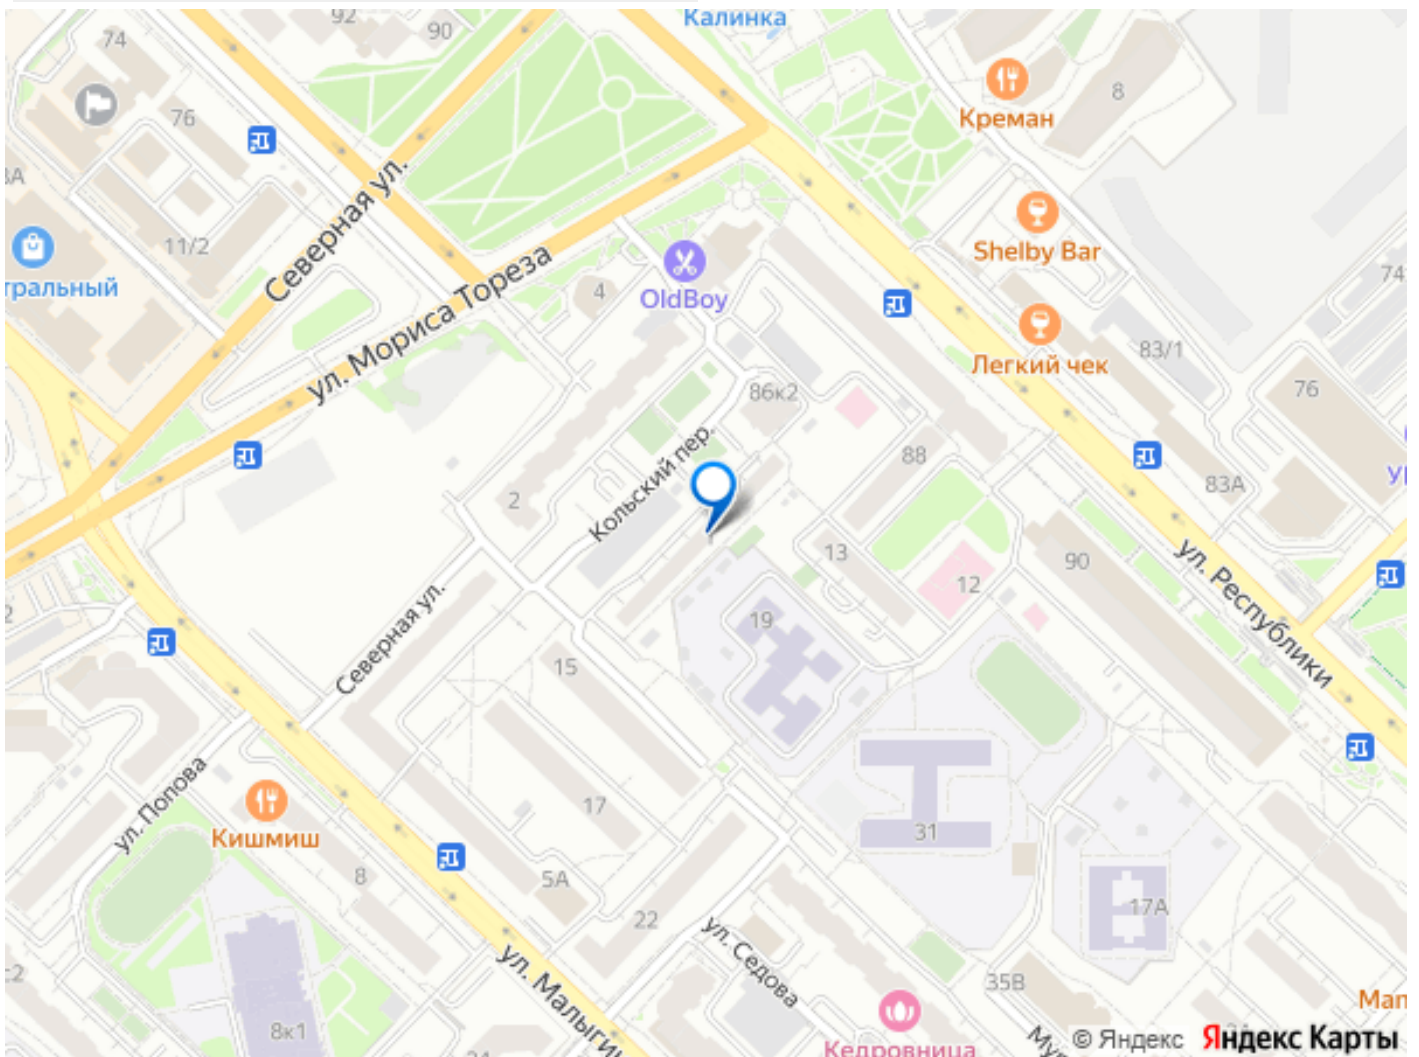 92
90
Калинка
74
76
8
Креман
Северная ул.
11/2
Shelby Bar
тральный
ул. Мориса Тореза
4
OldBoy
74
83/1
Легкий чек
76
86к2
88
83А
2
Кольский пер.
13
90
ул. Республики
12
19
Северная ул.
15
ул. Попова
17
Кишмиш
31
8
5А
22
17А
ул. Седова
ул. Малыгин
35В
8к1
Кедровница
© Яндекс Яндекс Карты